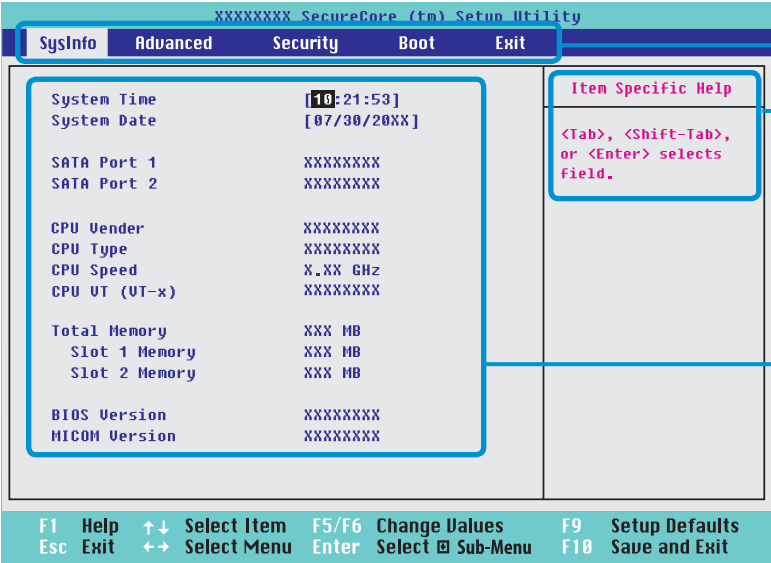 XXXXXXXX SecureCore (tm) Setup Utility
SysInfo Advanced Security Boot Exit
System Time [10:21:53]
System Date [07/30/20XX]
SATA Port 1 XXXXXXXX
SATA Port 2 XXXXXXXX
CPU Vender XXXXXXXX
CPU Type XXXXXXXX
CPU Speed X.XX GHz
CPU VT (VT-x) XXXXXXXX
Total Memory XXX MB
Slot 1 Memory XXX MB
Slot 2 Memory XXX MB
BIOS Version XXXXXXXX
MICOM Version XXXXXXXX
Item Specific Help
<Tab>, <Shift-Tab>,
or <Enter> selects
field.
F1 Help ↑↓ Select Item F5/F6 Change Values F9 Setup Defaults
Esc Exit ←→ Select Menu Enter Select Sub-Menu F10 Save and Exit